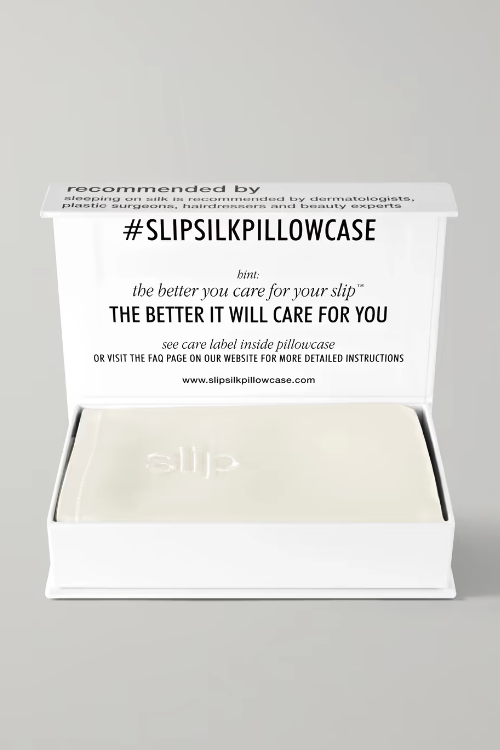 recommended by
sleeping on silk is recommended by dermatologists,
plastic surgeons, hairdressers and beauty experts
#SLIPSILKPILLOWCASE
hint:
the better you care for your slip™
THE BETTER IT WILL CARE FOR YOU
see care label inside pillowcase
OR VISIT THE FAQ PAGE ON OUR WEBSITE FOR MORE DETAILED INSTRUCTIONS
www.slipsilkpillowcase.com
slip